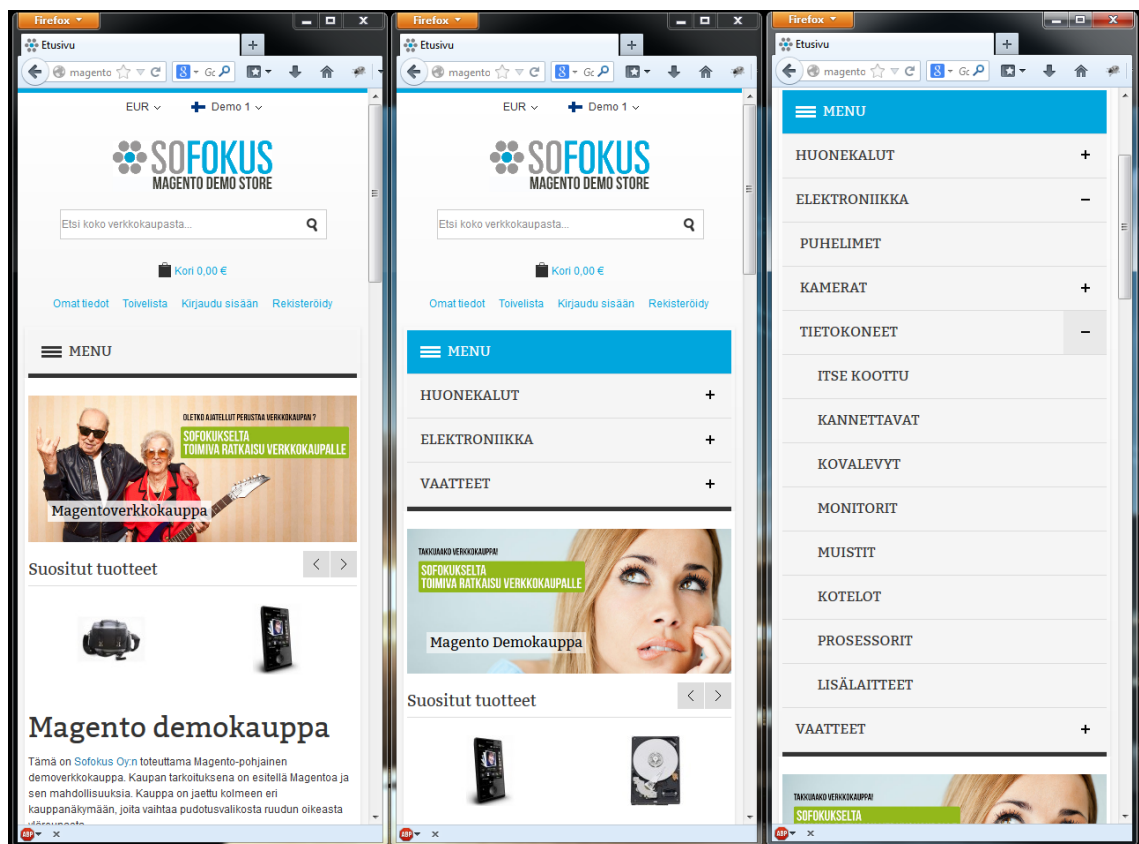 Firefox
Etusivu
magento
Gc
EUR
Demo 1
SOFOKUS
MAGENTO DEMO STORE
Etsi koko verkkokaupasta...
Kori 0,00 €
Omat tiedot Toivelista Kirjaudu sisään Rekisteröidy
MENU
OLETKO AJATELLUT PERUSTAA VERKKOKAUPAN ?
SOFOKUKSELTA
TOIMIVA RATKAISU VERKKOKAUPALLE
Magentoverkkokauppa
Suositut tuotteet
Magento demokauppa
Tämä on Sofokus Oy:n toteuttama Magento-pohjainen
demoverkkokauppa. Kaupan tarkoituksena on esitellä Magentoa ja
sen mahdollisuuksia. Kauppa on jaettu kolmeen eri
kauppanäkymään, joita vaihtaa pudotusvalikosta ruudun oikeasta
ABP
Firefox
Etusivu
magento
Gc
EUR
Demo 1
SOFOKUS
MAGENTO DEMO STORE
Etsi koko verkkokaupasta...
Kori 0,00 €
Omat tiedot Toivelista Kirjaudu sisään Rekisteröidy
MENU
HUONEKALUT +
ELEKTRONIIKKA +
VAATTEET +
TAKKUAAKO VERKKOKAUPPA!
SOFOKUKSELTA
TOIMIVA RATKAISU VERKKOKAUPALLE
Magento Demokauppa
Suositut tuotteet
ABP
Firefox
Etusivu
magento
Gc
MENU
HUONEKALUT +
ELEKTRONIIKKA −
PUHELIMET
KAMERAT +
TIETOKONEET −
ITSE KOOTTU
KANNETTAVAT
KOVALEVYT
MONITORIT
MUISTIT
KOTELOT
PROSESSORIT
LISÄLAITTEET
VAATTEET +
TAKKUAAKO VERKKOKAUPPA!
SOFOKUKSELTA
ABP